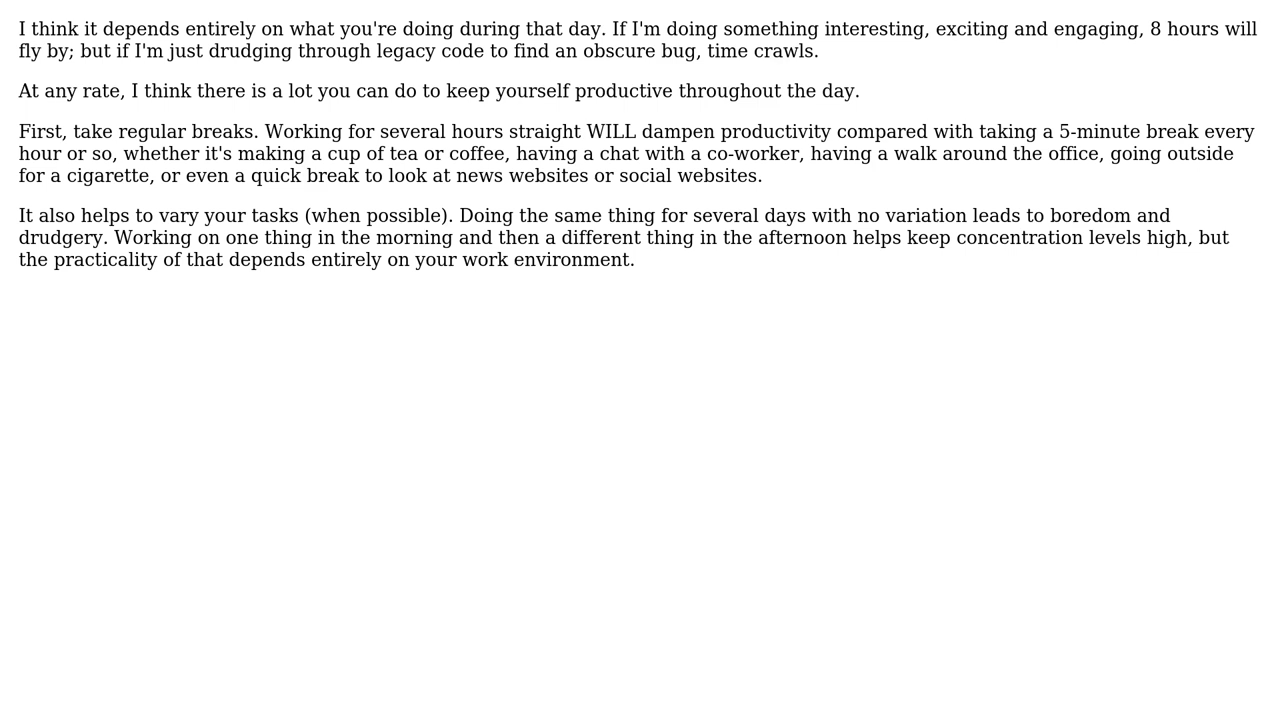 I think it depends entirely on what you're doing during that day. If I'm doing something interesting, exciting and engaging, 8 hours will
fly by; but if I'm just drudging through legacy code to find an obscure bug, time crawls.
At any rate, I think there is a lot you can do to keep yourself productive throughout the day.
First, take regular breaks. Working for several hours straight WILL dampen productivity compared with taking a 5-minute break every
hour or so, whether it's making a cup of tea or coffee, having a chat with a co-worker, having a walk around the office, going outside
for a cigarette, or even a quick break to look at news websites or social websites.
It also helps to vary your tasks (when possible). Doing the same thing for several days with no variation leads to boredom and
drudgery. Working on one thing in the morning and then a different thing in the afternoon helps keep concentration levels high, but
the practicality of that depends entirely on your work environment.